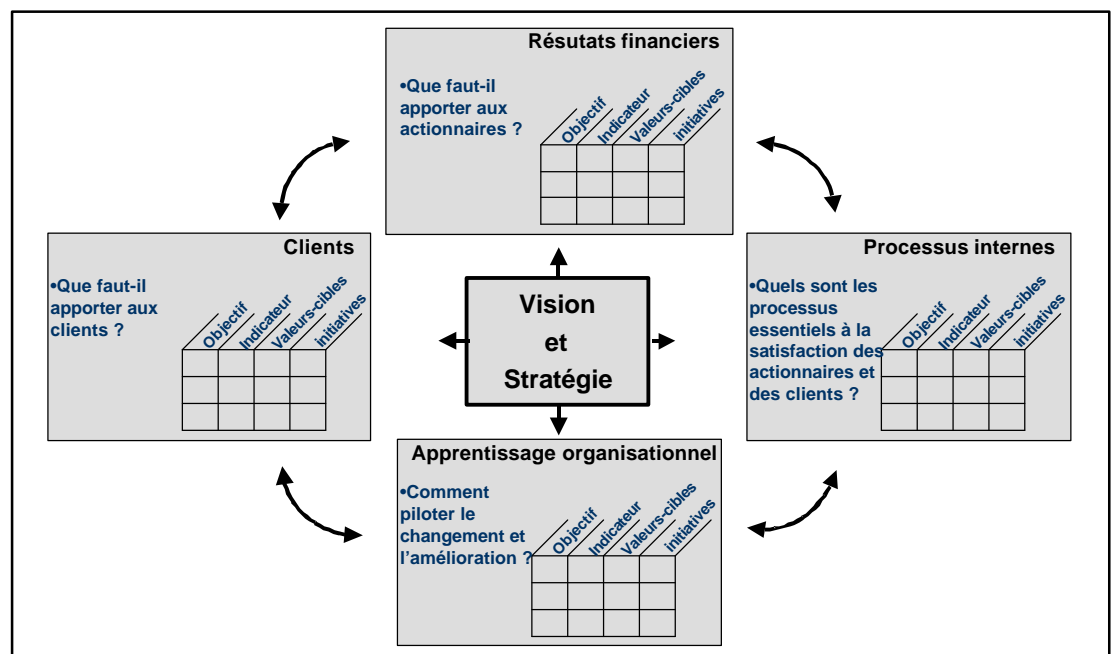 Résutats financiers
•Que faut-il
apporter aux
actionnaires ?
Objectif
Indicateur
Valeurs-cibles
initiatives
Clients
•Que faut-il
apporter aux
clients ?
Objectif
Indicateur
Valeurs-cibles
initiatives
Vision
et
Stratégie
Processus internes
•Quels sont les
processus
essentiels à la
satisfaction des
actionnaires et
des clients ?
Objectif
Indicateur
Valeurs-cibles
initiatives
Apprentissage organisationnel
•Comment
piloter le
changement et
l’amélioration ?
Objectif
Indicateur
Valeurs-cibles
initiatives